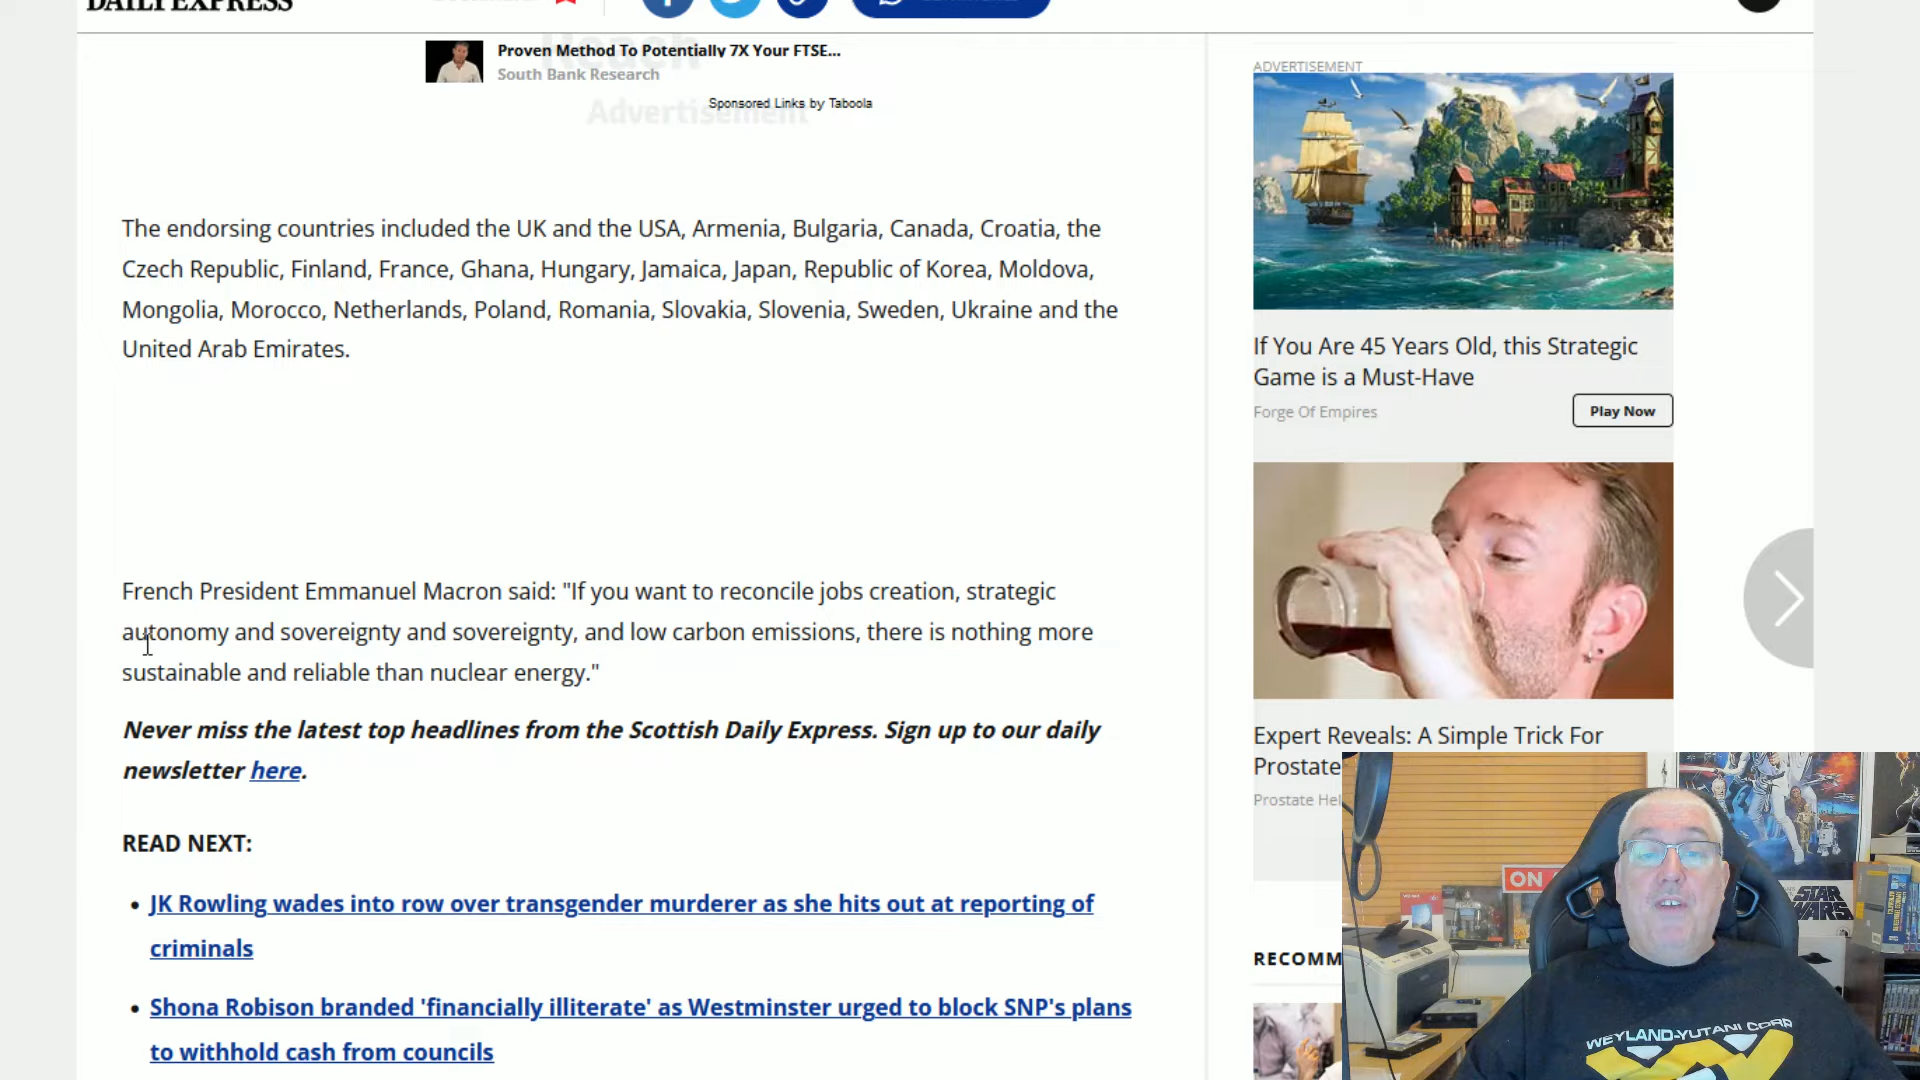 DAILY EXPRESS
Reach
Advertisement
Proven Method To Potentially 7X Your FTSE...
South Bank Research
Sponsored Links by Taboola
The endorsing countries included the UK and the USA, Armenia, Bulgaria, Canada, Croatia, the
Czech Republic, Finland, France, Ghana, Hungary, Jamaica, Japan, Republic of Korea, Moldova,
Mongolia, Morocco, Netherlands, Poland, Romania, Slovakia, Slovenia, Sweden, Ukraine and the
United Arab Emirates.
French President Emmanuel Macron said: "If you want to reconcile jobs creation, strategic
autonomy and sovereignty and sovereignty, and low carbon emissions, there is nothing more
sustainable and reliable than nuclear energy."
Never miss the latest top headlines from the Scottish Daily Express. Sign up to our daily
newsletter here.
READ NEXT:
• JK Rowling wades into row over transgender murderer as she hits out at reporting of
criminals
• Shona Robison branded 'financially illiterate' as Westminster urged to block SNP's plans
to withhold cash from councils
ADVERTISEMENT
If You Are 45 Years Old, this Strategic
Game is a Must-Have
Forge Of Empires
Play Now
Expert Reveals: A Simple Trick For
Prostate
Prostate Hel
RECOMM
ON
STAR
WARS
WEYLAND-YUTANI CORP